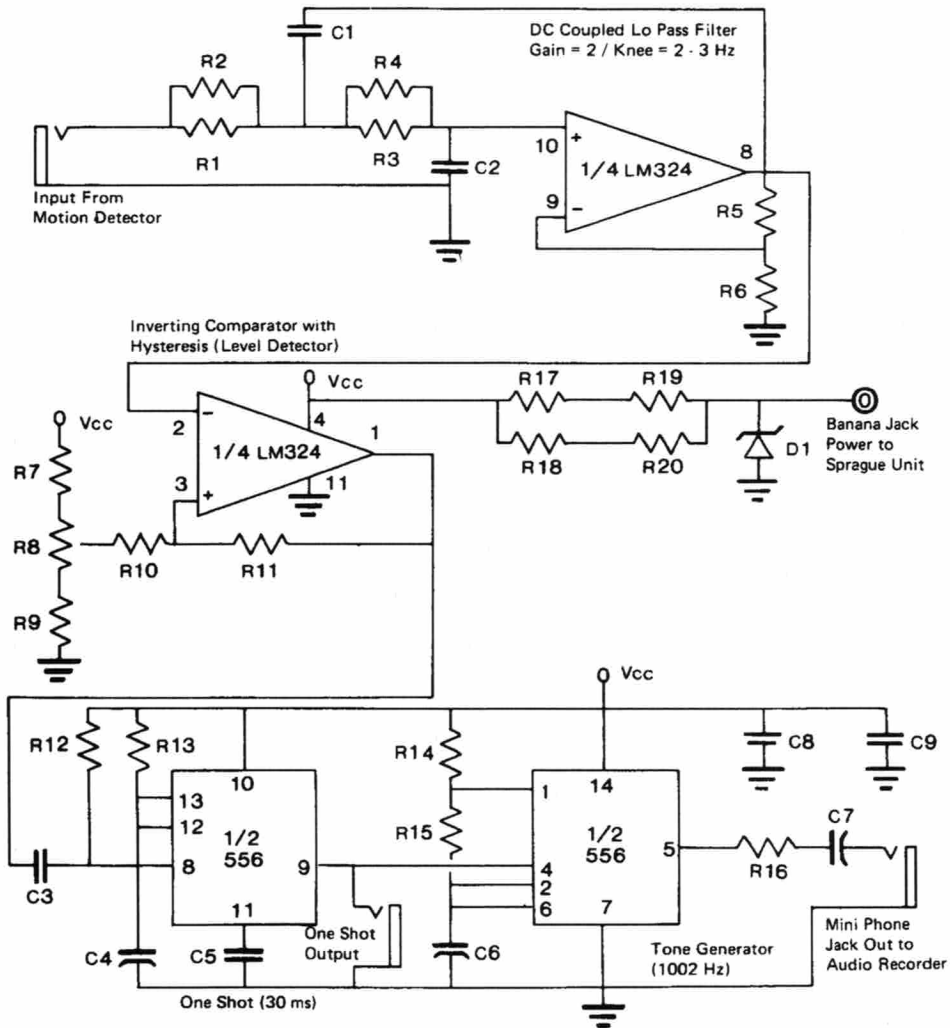 C1
DC Coupled Lo Pass Filter
Gain = 2 / Knee = 2 - 3 Hz
R2
R4
R1
R3
C2
10
+
1/4 LM324
8
9
−
R5
R6
Input From
Motion Detector
Inverting Comparator with
Hysteresis (Level Detector)
O Vcc
R17
R19
O
Banana Jack
Power to
Sprague Unit
D1
R18
R20
O
Vcc
2
−
4
1
1/4 LM324
3
+
11
R7
R8
R9
R10
R11
O Vcc
R12
R13
R14
R15
C8
C9
10
13
12
1/2
556
8
9
11
C3
C4
C5
One Shot
Output
One Shot (30 ms)
14
1
1/2
556
4
2
6
5
7
C6
R16
C7
Tone Generator
(1002 Hz)
Mini Phone
Jack Out to
Audio Recorder